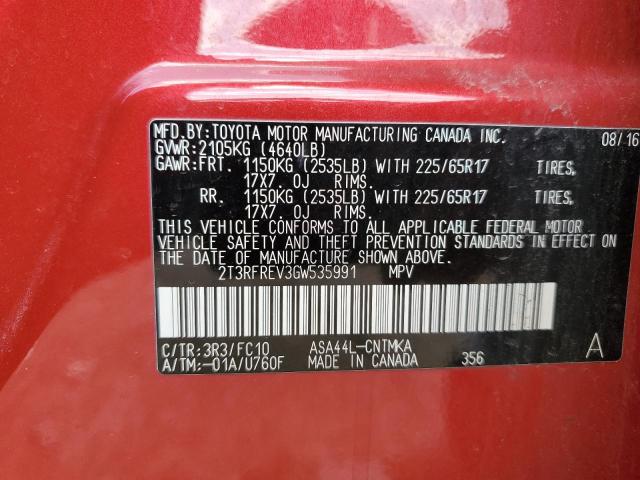 MFD.BY:TOYOTA MOTOR MANUFACTURING CANADA INC. 08/16
GVWR:2105KG (4640LB)
GAWR:FRT. 1150KG (2535LB) WITH 225/65R17 TIRES,
17X7.0J RIMS.
RR. 1150KG (2535LB) WITH 225/65R17 TIRES,
17X7.0J RIMS.
THIS VEHICLE CONFORMS TO ALL APPLICABLE FEDERAL MOTOR
VEHICLE SAFETY AND THEFT PREVENTION STANDARDS IN EFFECT
ON THE DATE OF MANUFACTURE SHOWN ABOVE.
2T3RFREV3GW535991 MPV
C/TR:3R3/FC10 ASA44L-CNTMKA
A/TM:-01A/U760F MADE IN CANADA 356 A